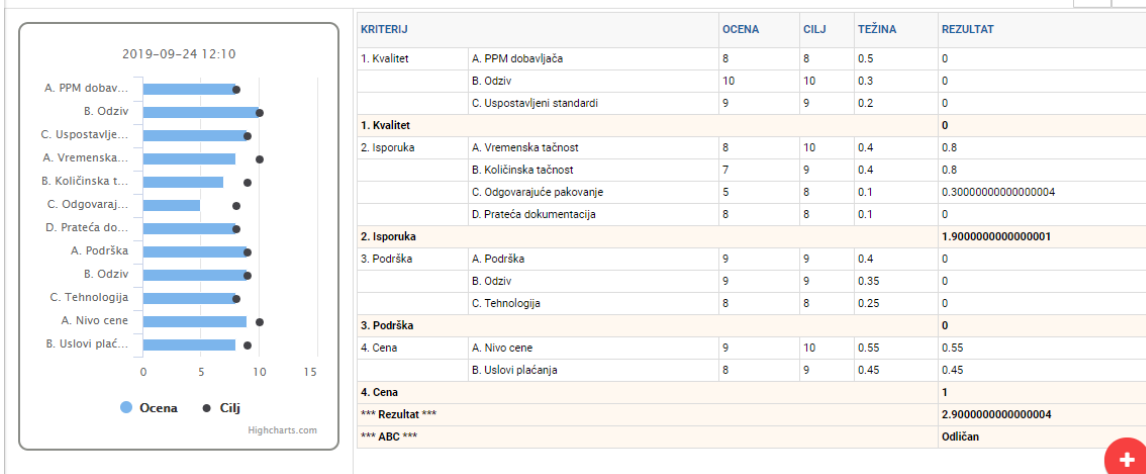 2019-09-24 12:10
A. PPM dobav...
B. Odziv
C. Uspostavlje...
A. Vremenska...
B. Količinska t...
C. Odgovaraj...
D. Prateća do...
A. Podrška
B. Odziv
C. Tehnologija
A. Nivo cene
B. Uslovi plać...
0 5 10 15
Ocena Cilj
Highcharts.com
KRITERIJ OCENA CILJ TEŽINA REZULTAT
1. Kvalitet A. PPM dobavljača 8 8 0.5 0
B. Odziv 10 10 0.3 0
C. Uspostavljeni standardi 9 9 0.2 0
1. Kvalitet 0
2. Isporuka A. Vremenska tačnost 8 10 0.4 0.8
B. Količinska tačnost 7 9 0.4 0.8
C. Odgovarajuće pakovanje 5 8 0.1 0.30000000000000004
D. Prateća dokumentacija 8 8 0.1 0
2. Isporuka 1.9000000000000001
3. Podrška A. Podrška 9 9 0.4 0
B. Odziv 9 9 0.35 0
C. Tehnologija 8 8 0.25 0
3. Podrška 0
4. Cena A. Nivo cene 9 10 0.55 0.55
B. Uslovi plaćanja 8 9 0.45 0.45
4. Cena 1
*** Rezultat *** 2.9000000000000004
*** ABC *** Odličan